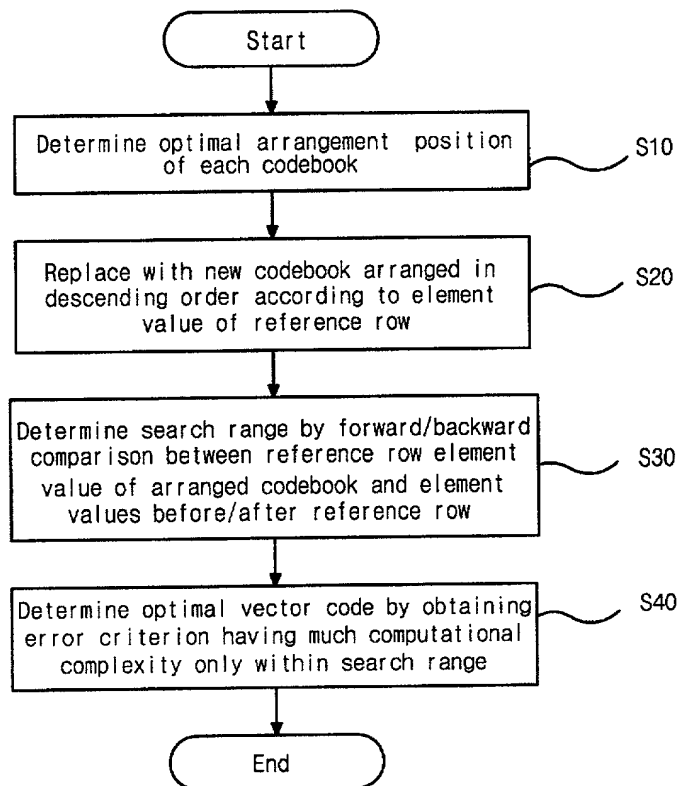 Start
Determine optimal arrangement position
of each codebook
S10
Replace with new codebook arranged in
descending order according to element
value of reference row
S20
Determine search range by forward/backward
comparison between reference row element
value of arranged codebook and element
values before/after reference row
S30
Determine optimal vector code by obtaining
error criterion having much computational
complexity only within search range
S40
End